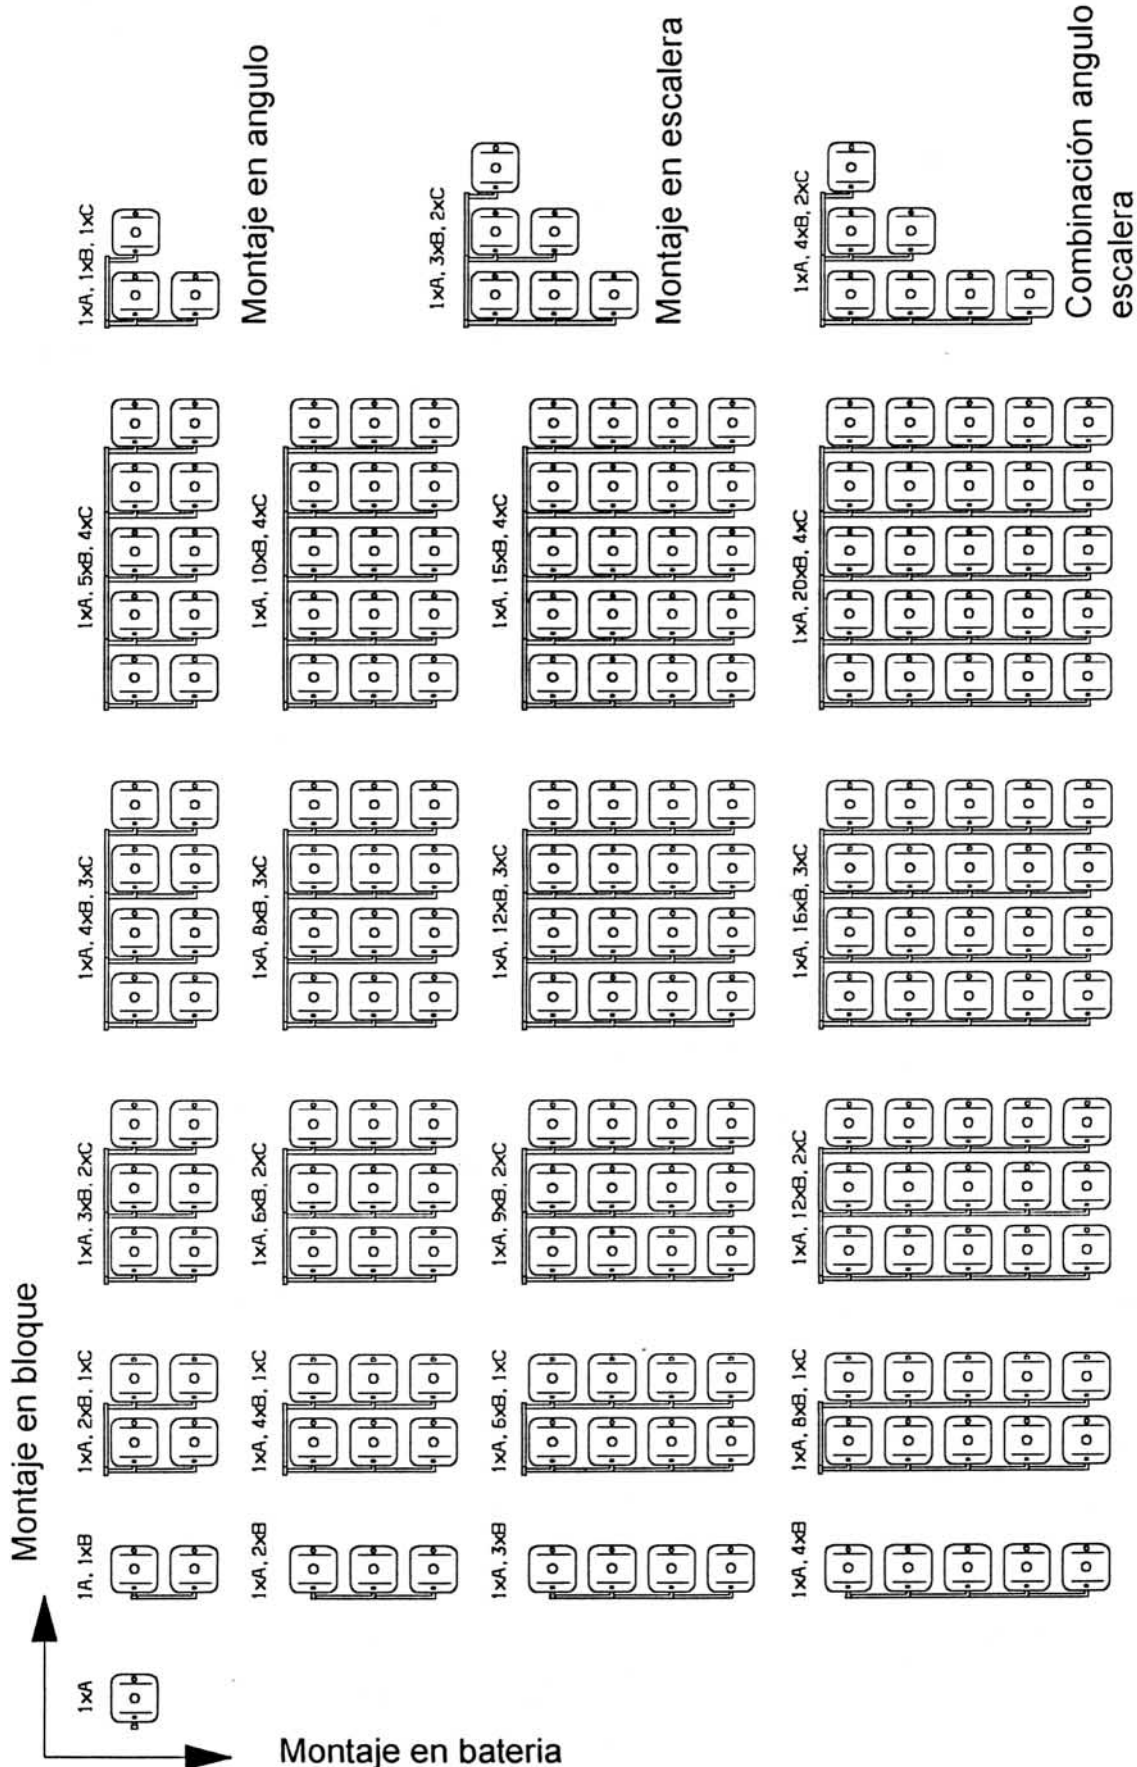 Montaje en bloque
Montaje en bateria
1xA
1A, 1xB
1xA, 2xB, 1xC
1xA, 3xB, 2xC
1xA, 4xB, 3xC
1xA, 5xB, 4xC
1xA, 1xB, 1xC
Montaje en angulo
1xA, 2xB
1xA, 4xB, 1xC
1xA, 6xB, 2xC
1xA, 8xB, 3xC
1xA, 10xB, 4xC
1xA, 3xB, 2xC
Montaje en escalera
1xA, 3xB
1xA, 6xB, 1xC
1xA, 9xB, 2xC
1xA, 12xB, 3xC
1xA, 15xB, 4xC
1xA, 4xB, 2xC
Combinación angulo
escalera
1xA, 4xB
1xA, 8xB, 1xC
1xA, 12xB, 2xC
1xA, 16xB, 3xC
1xA, 20xB, 4xC